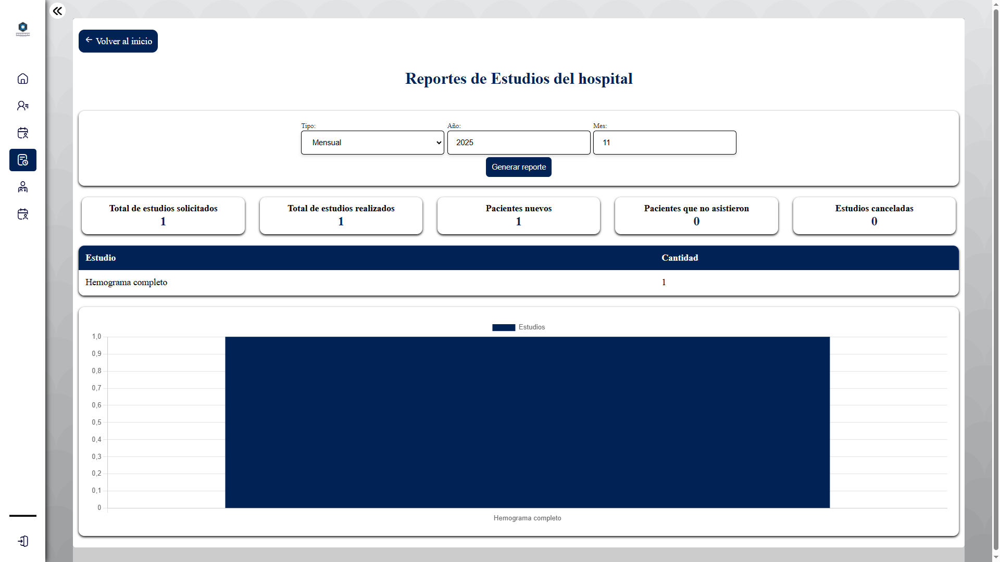 Volver al inicio
Reportes de Estudios del hospital
Tipo: Año: Mes:
Mensual 2025 11
Generar reporte
Total de estudios solicitados
1
Total de estudios realizados
1
Pacientes nuevos
1
Pacientes que no asistieron
0
Estudios canceladas
0
Estudio Cantidad
Hemograma completo 1
Estudios
1,0
0,9
0,8
0,7
0,6
0,5
0,4
0,3
0,2
0,1
0
Hemograma completo